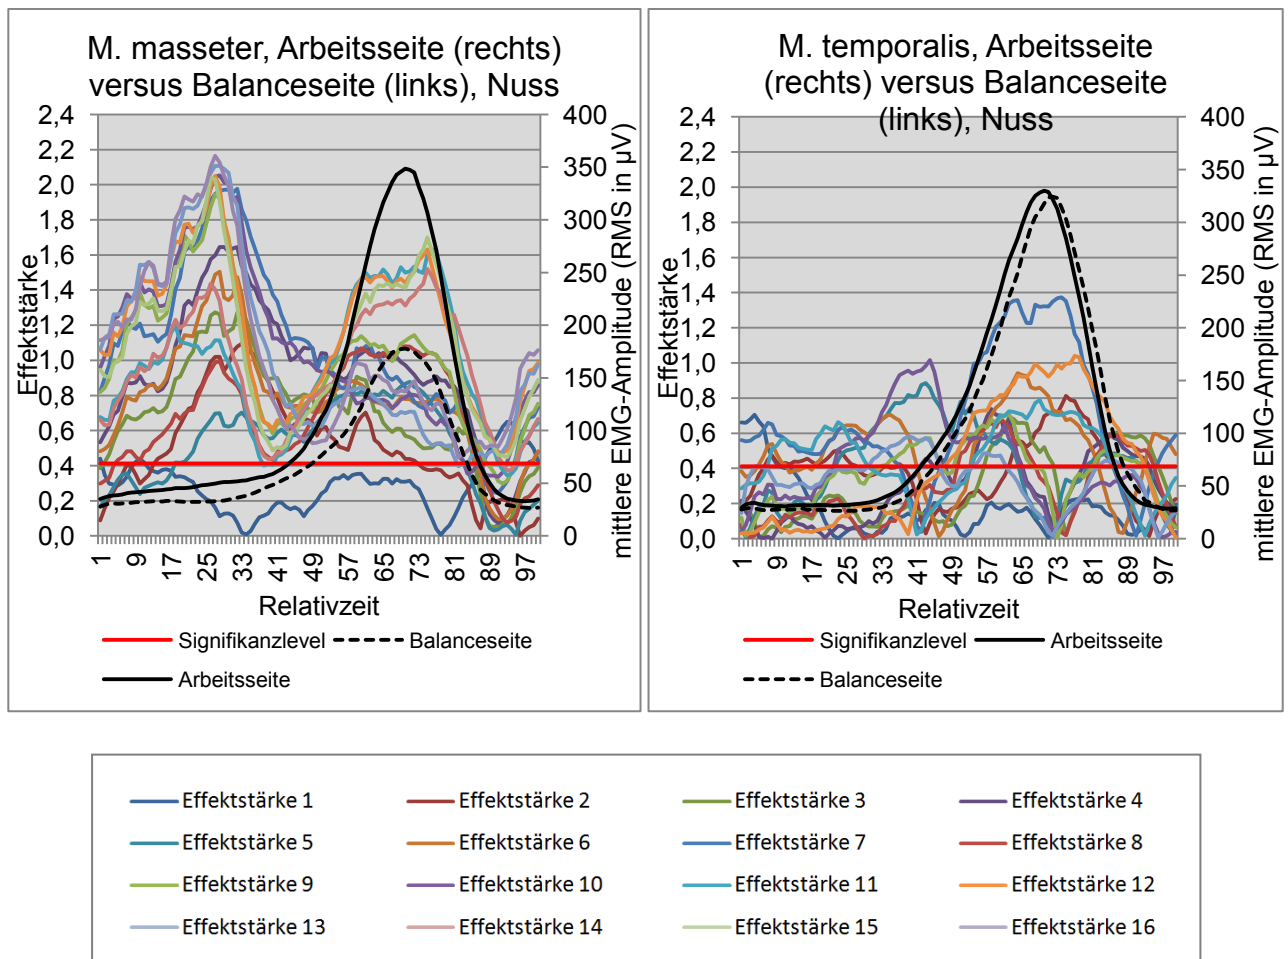 M. masseter, Arbeitsseite (rechts)
versus Balanceseite (links), Nuss
2,4
2,2
2,0
1,8
1,6
1,4
1,2
1,0
0,8
0,6
0,4
0,2
0,0
Effektstärke
400
350
300
250
200
150
100
50
0
mittlere EMG-Amplitude (RMS in µV)
1 9 17 25 33 41 49 57 65 73 81 89 97
Relativzeit
Signifikanzlevel Balanceseite
Arbeitsseite
M. temporalis, Arbeitsseite
(rechts) versus Balanceseite
(links), Nuss
2,4
2,2
2,0
1,8
1,6
1,4
1,2
1,0
0,8
0,6
0,4
0,2
0,0
Effektstärke
400
350
300
250
200
150
100
50
0
mittlere EMG-Amplitude (RMS in µV)
1 9 17 25 33 41 49 57 65 73 81 89 97
Relativzeit
Signifikanzlevel Arbeitsseite
Balanceseite
Effektstärke 1 Effektstärke 2 Effektstärke 3 Effektstärke 4
Effektstärke 5 Effektstärke 6 Effektstärke 7 Effektstärke 8
Effektstärke 9 Effektstärke 10 Effektstärke 11 Effektstärke 12
Effektstärke 13 Effektstärke 14 Effektstärke 15 Effektstärke 16